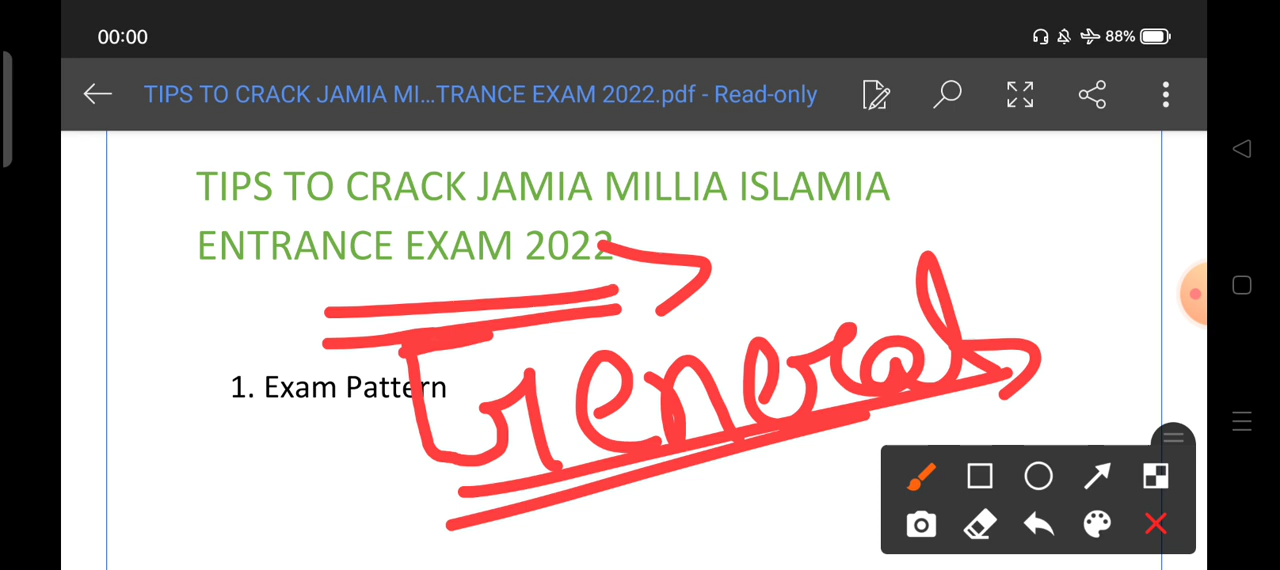 00:00
88%
TIPS TO CRACK JAMIA MI...TRANCE EXAM 2022.pdf - Read-only
TIPS TO CRACK JAMIA MILLIA ISLAMIA
ENTRANCE EXAM 2022
General
1. Exam Pattern